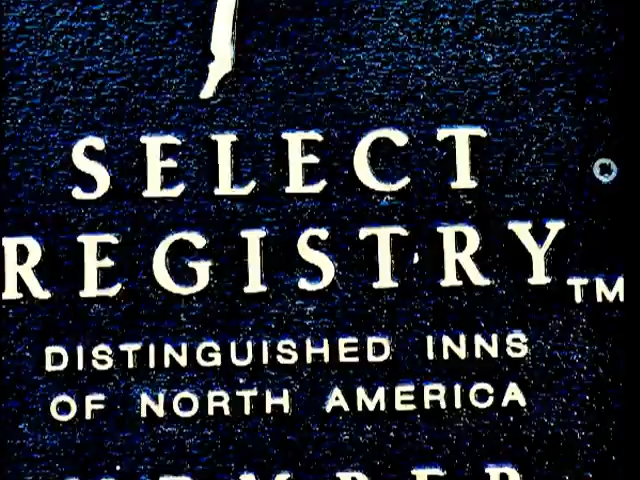 SELECT
REGISTRY™
DISTINGUISHED INNS
OF NORTH AMERICA